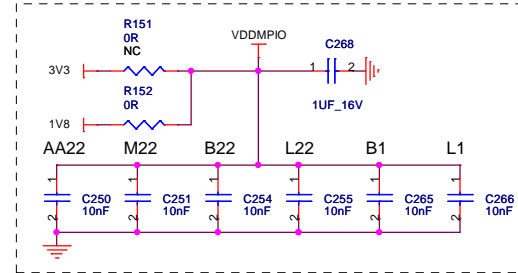 R151
0R
NC
VDDMPIO
C268
3V3
1 2
1UF_16V
R152
0R
1V8
AA22 M22 B22 L22 B1 L1
1 1 1 1 1 1
C250 C251 C254 C255 C265 C266
10nF 10nF 10nF 10nF 10nF 10nF
2 2 2 2 2 2